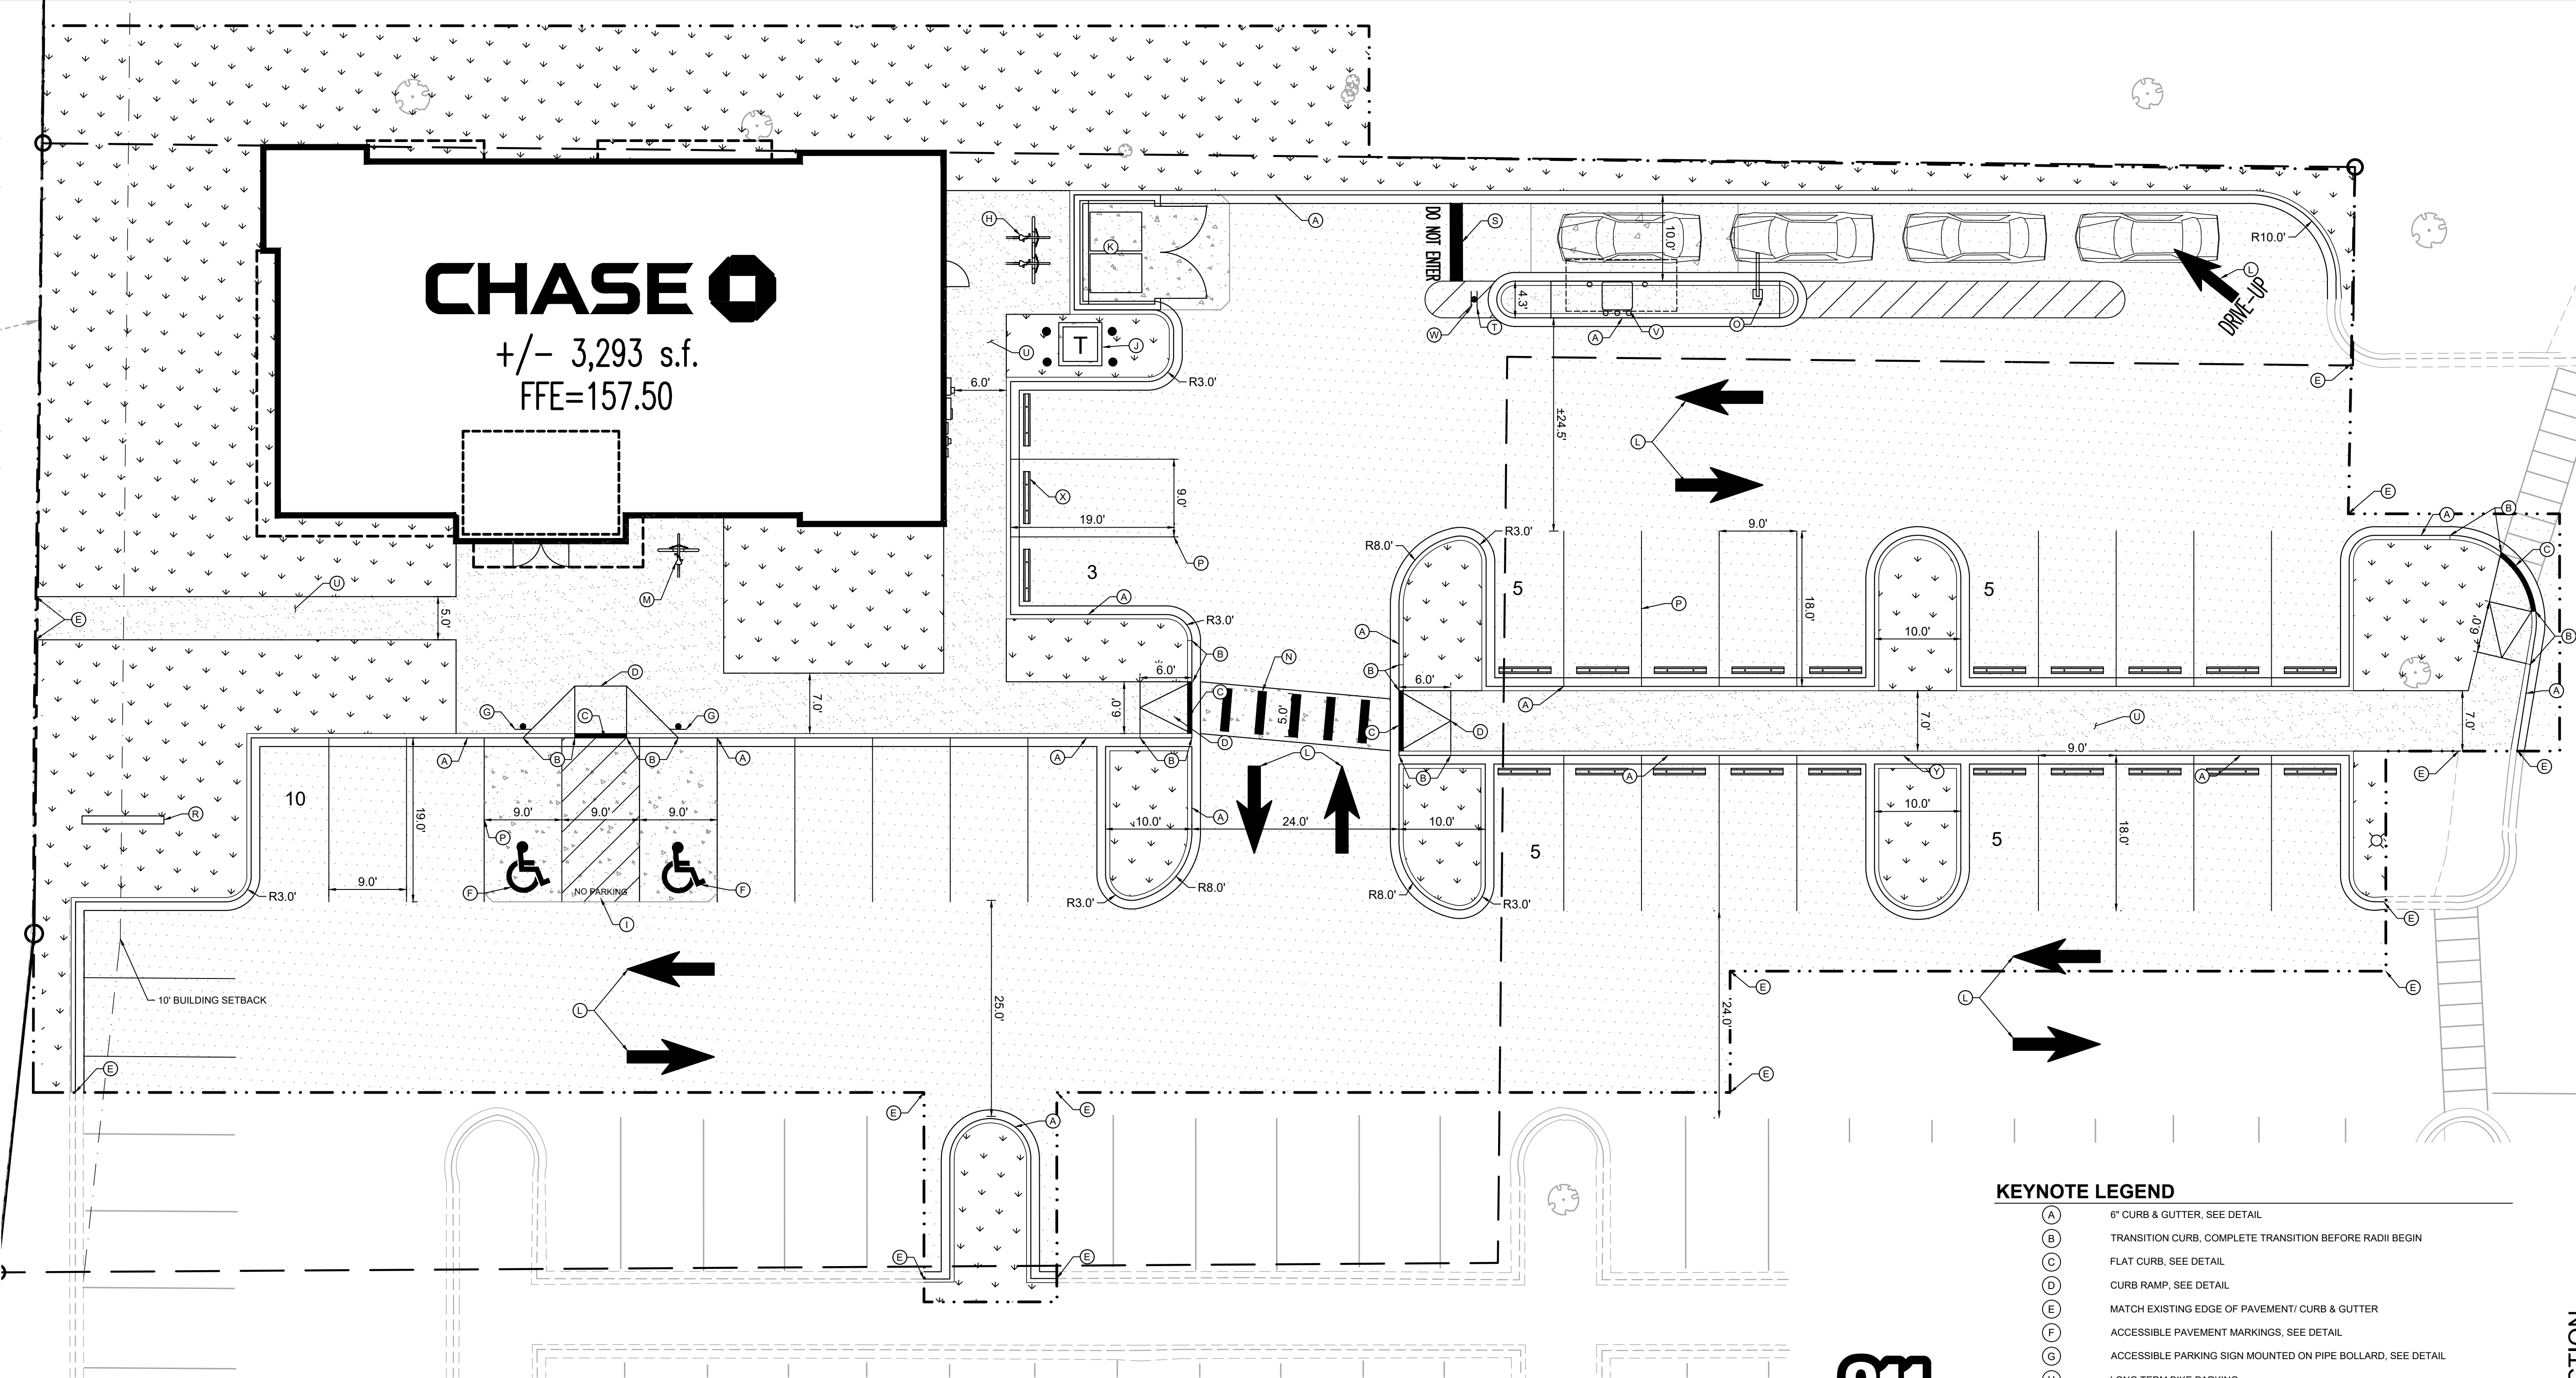 CHASE
+/- 3,293 s.f.
FFE=157.50
H
K
A
DO NOT ENTER
S
10.0'
R10.0'
L
DRIVE-UP
4.3'
W
T
A
V
O
U
T
J
6.0'
R3.0'
E
±24.5'
L
X
9.0'
19.0'
P
3
A
R3.0'
R8.0'
R3.0'
5
9.0'
18.0'
P
5
10.0'
E
A
B
C
6.0'
B
A
U
M
E
5.0'
D
G
C
G
7.0'
6.0'
B
N
C
9.0'
5.0'
D
A
B
6.0'
C
D
A
7.0'
U
7.0'
A
B
B
A
A
B
L
B
A
Y
9.0'
A
E
E
10
19.0'
R
9.0'
9.0'
9.0'
P
10.0'
A
24.0'
10.0'
5
10.0'
5
18.0'
F
NO PARKING
F
9.0'
R3.0'
I
R3.0'
R8.0'
R8.0'
R3.0'
E
10' BUILDING SETBACK
L
25.0'
24.0'
E
L
E
E
E
E
E
A
E
E
KEYNOTE LEGEND
A 6" CURB & GUTTER, SEE DETAIL
B TRANSITION CURB, COMPLETE TRANSITION BEFORE RADII BEGIN
C FLAT CURB, SEE DETAIL
D CURB RAMP, SEE DETAIL
E MATCH EXISTING EDGE OF PAVEMENT/ CURB & GUTTER
F ACCESSIBLE PAVEMENT MARKINGS, SEE DETAIL
G ACCESSIBLE PARKING SIGN MOUNTED ON PIPE BOLLARD, SEE DETAIL